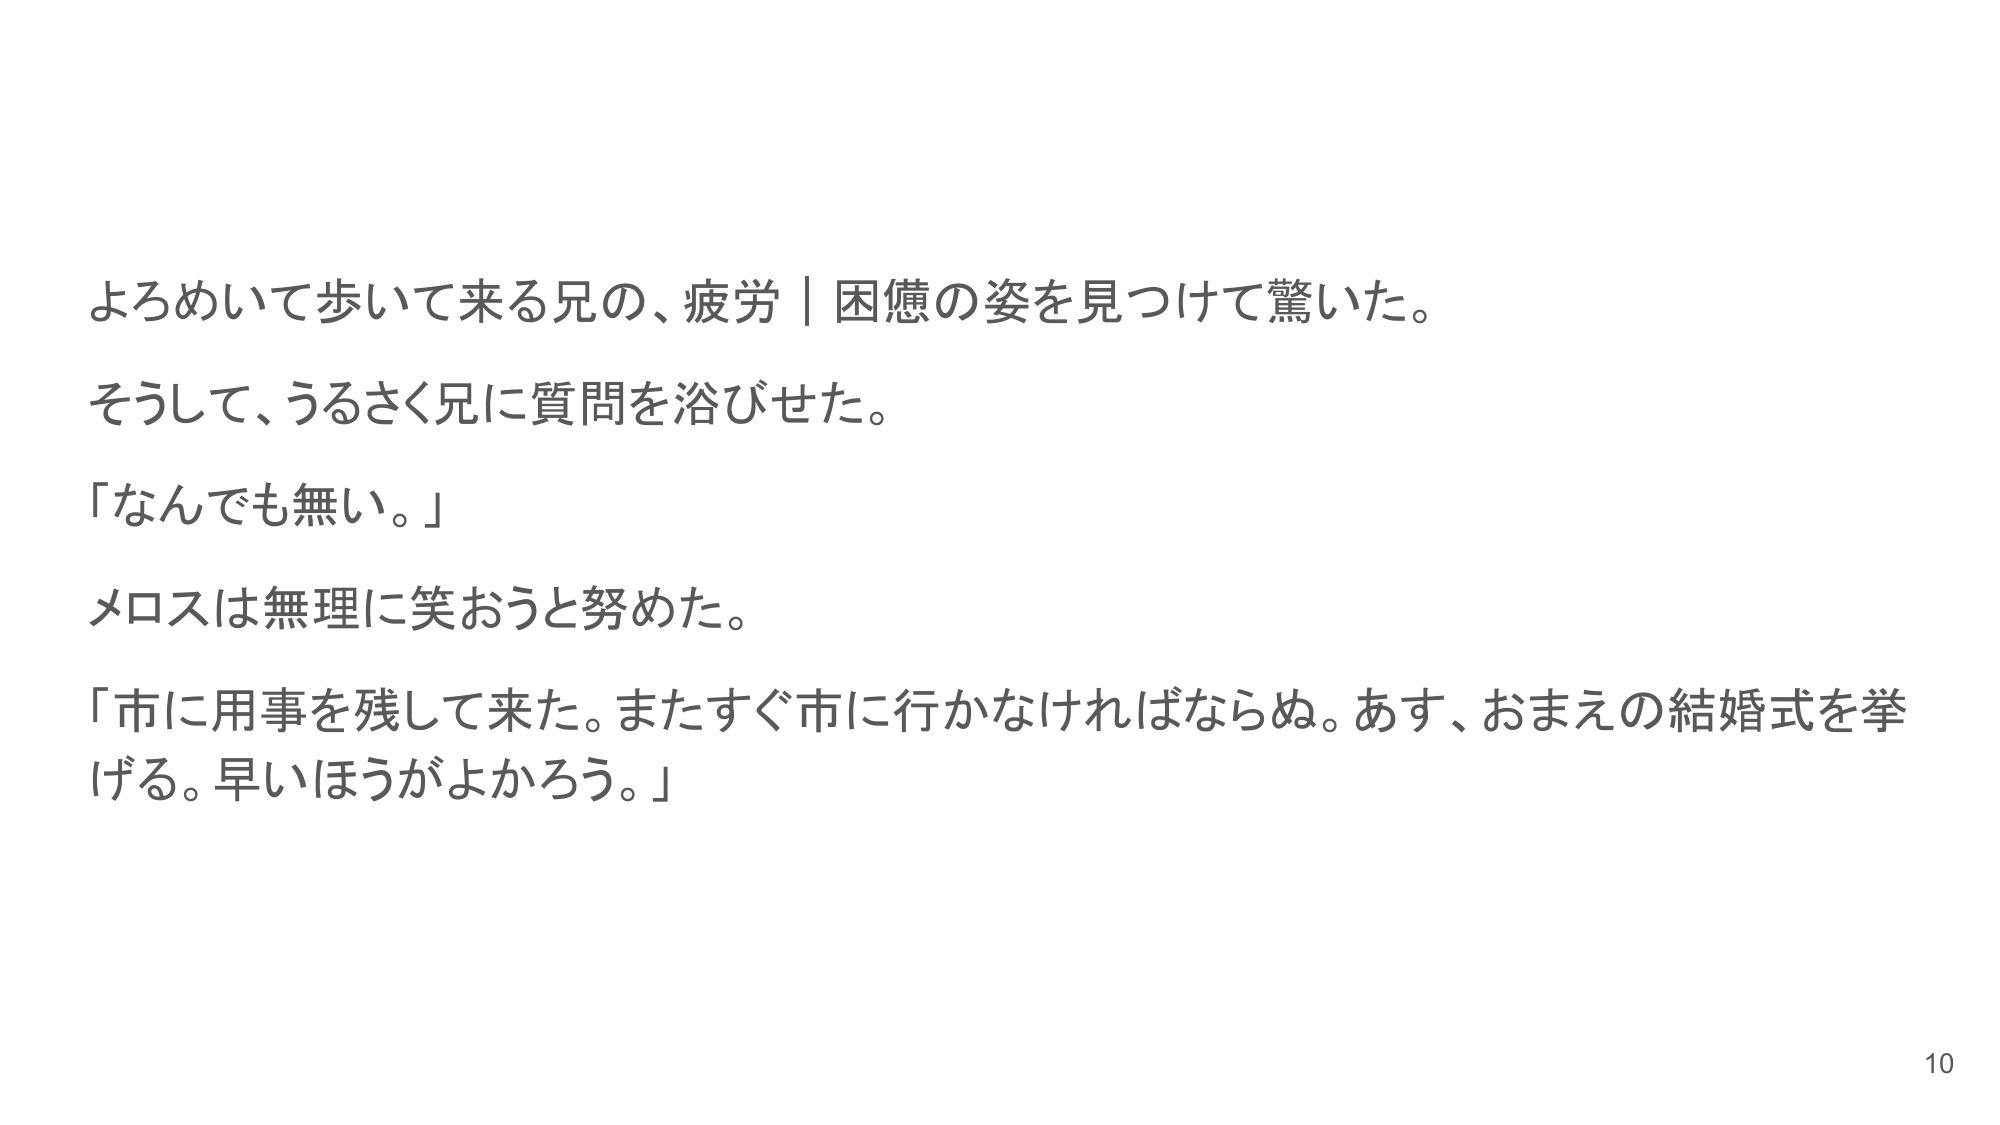 よろめいて歩いて来る兄の、疲労｜困憊の姿を見つけて驚いた。
そうして、うるさく兄に質問を浴びせた。
「なんでも無い。」
メロスは無理に笑おうと努めた。
「市に用事を残して来た。またすぐ市に行かなければならぬ。あす、おまえの結婚式を挙
げる。早いほうがよかろう。」
10